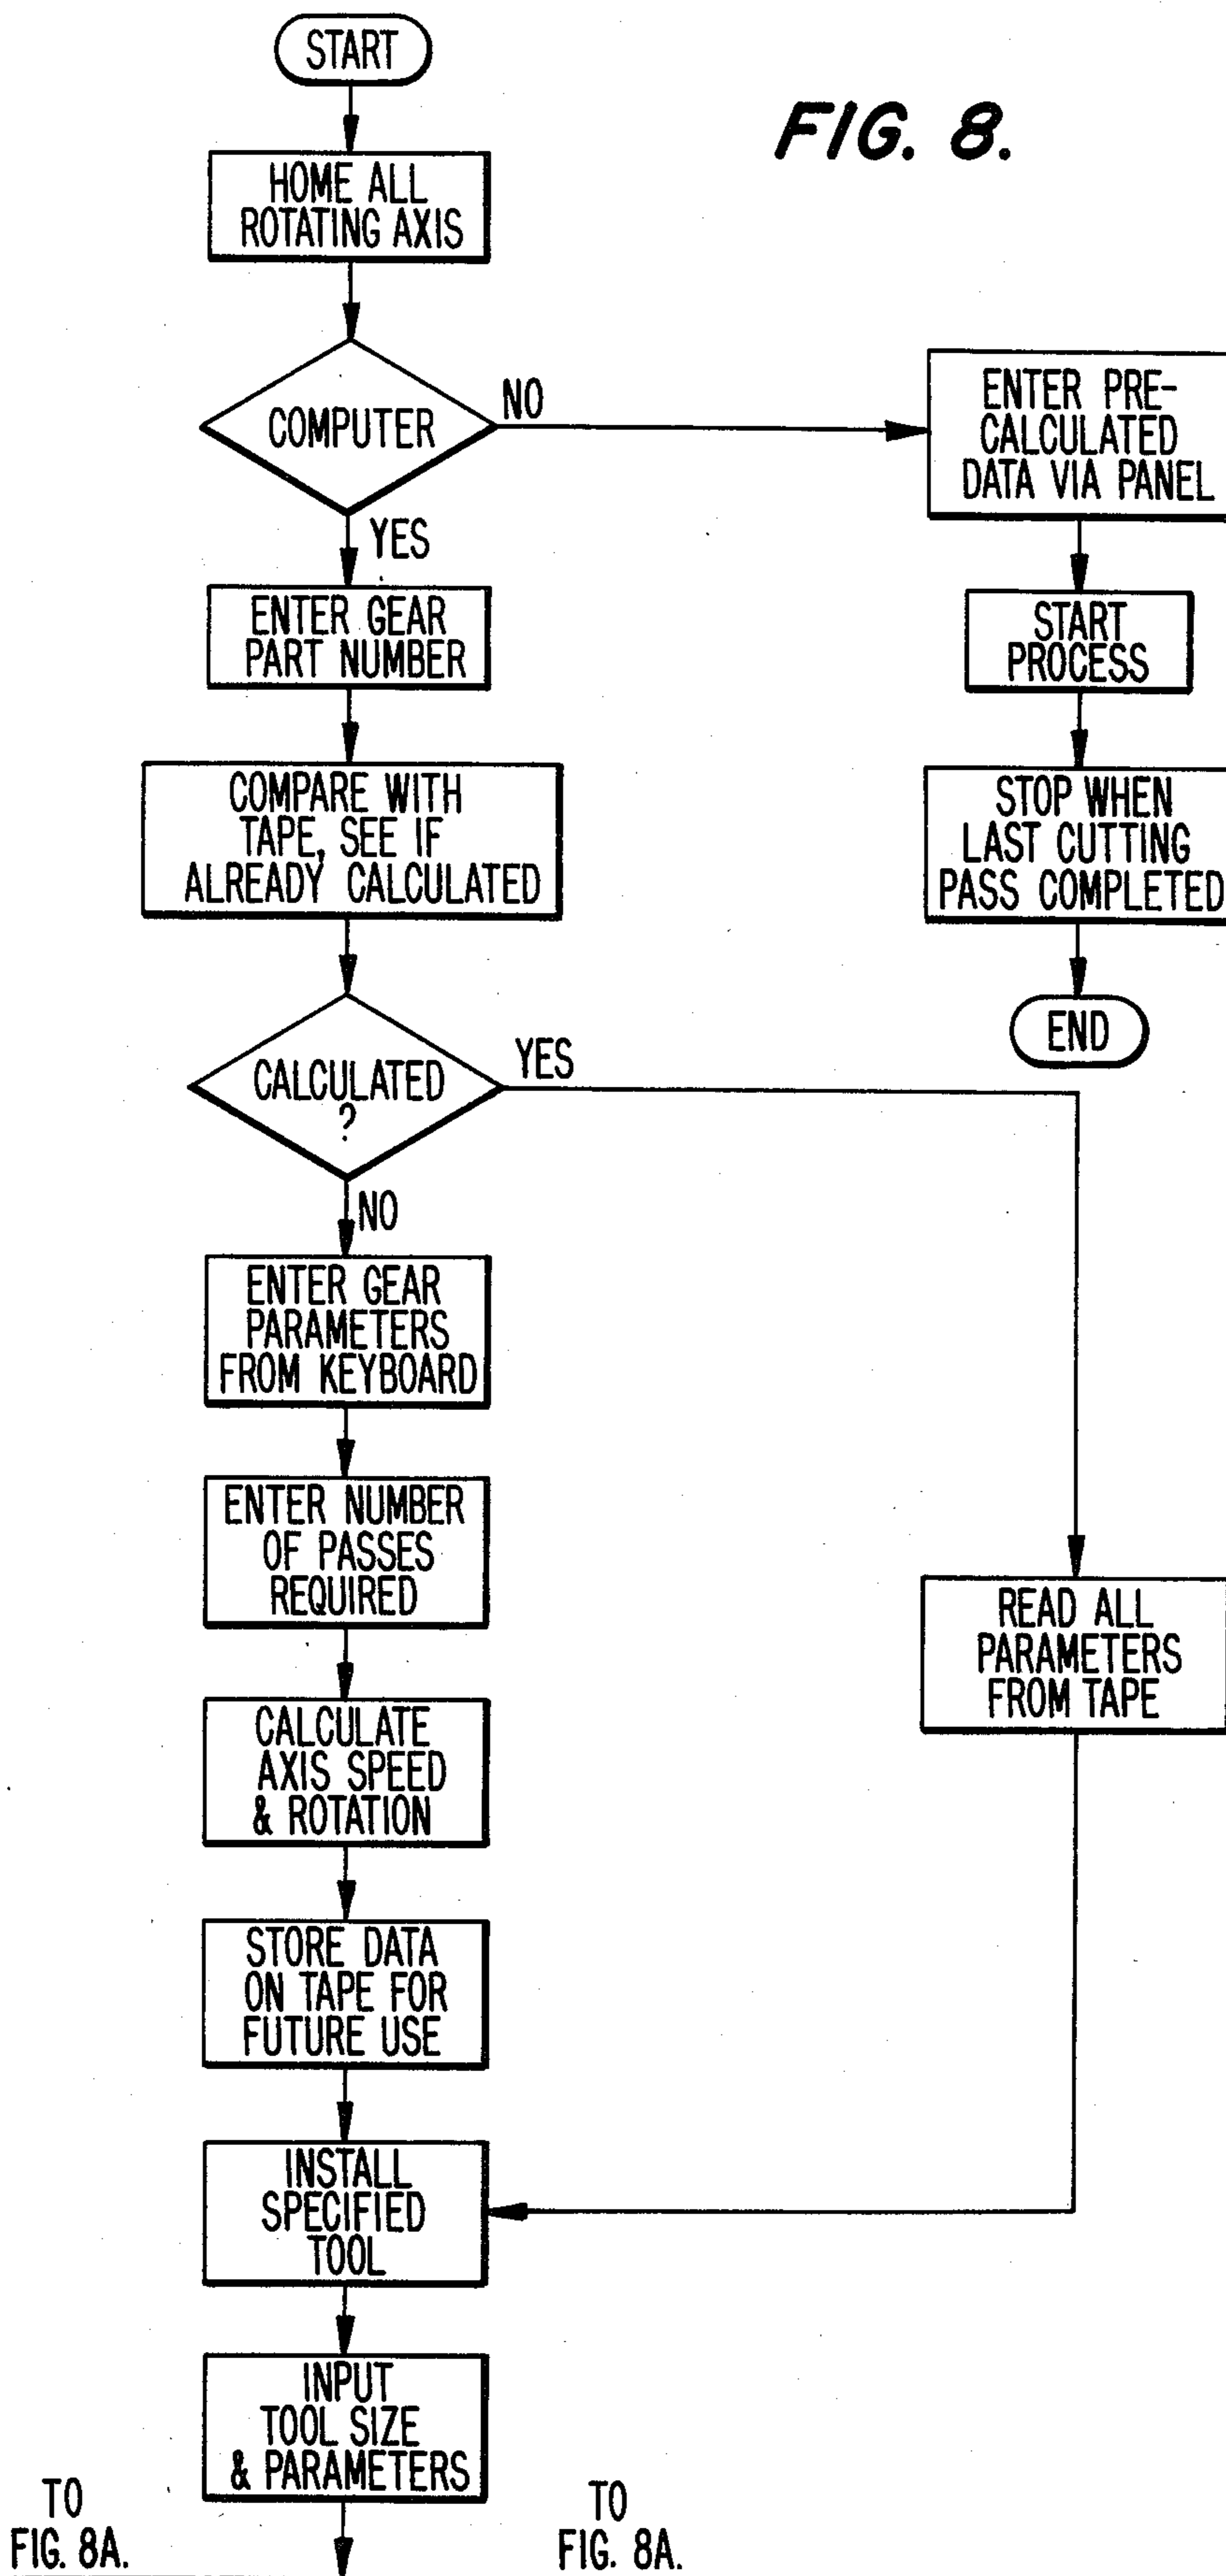 START
FIG. 8.
HOME ALL
ROTATING AXIS
COMPUTER
NO
YES
ENTER PRE-
CALCULATED
DATA VIA PANEL
START
PROCESS
STOP WHEN
LAST CUTTING
PASS COMPLETED
END
ENTER GEAR
PART NUMBER
COMPARE WITH
TAPE, SEE IF
ALREADY CALCULATED
CALCULATED
?
YES
NO
ENTER GEAR
PARAMETERS
FROM KEYBOARD
ENTER NUMBER
OF PASSES
REQUIRED
CALCULATE
AXIS SPEED
& ROTATION
STORE DATA
ON TAPE FOR
FUTURE USE
READ ALL
PARAMETERS
FROM TAPE
INSTALL
SPECIFIED
TOOL
INPUT
TOOL SIZE
& PARAMETERS
TO
FIG. 8A.
TO
FIG. 8A.